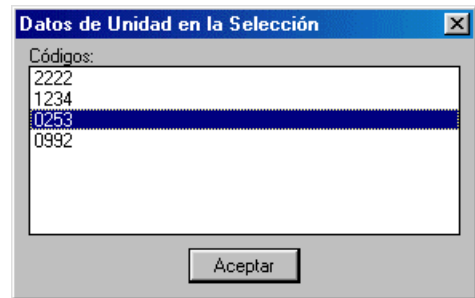 Datos de Unidad en la Selección
Códigos:
2222
1234
0253
0992
Aceptar